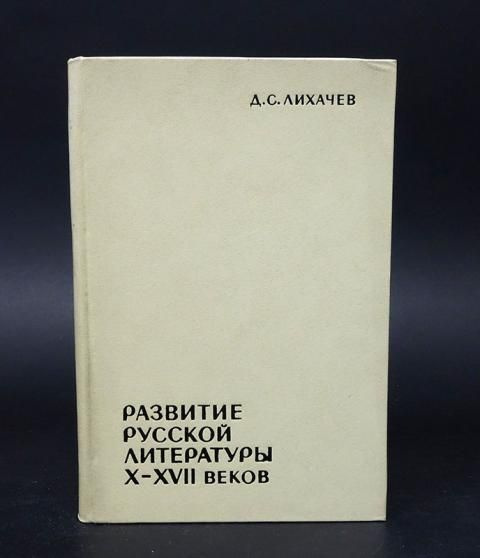 Д.С.ЛИХАЧЕВ
РАЗВИТИЕ
РУССКОЙ
ЛИТЕРАТУРЫ
X-XVII ВЕКОВ